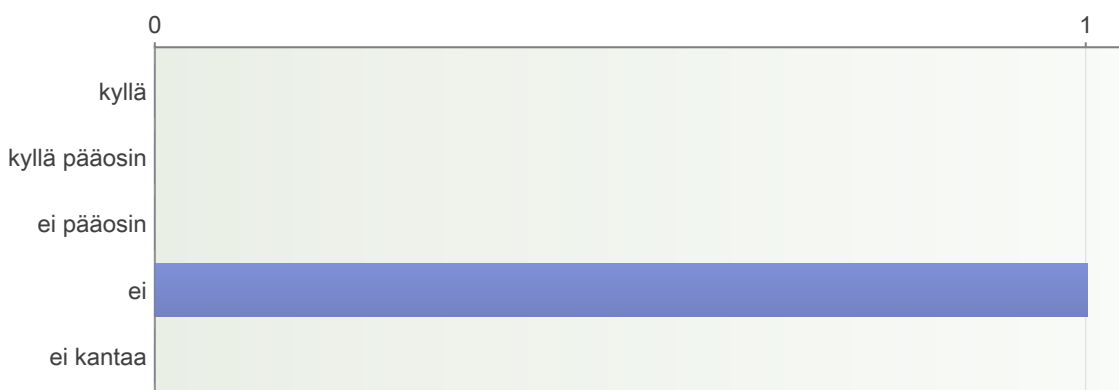 0 1
kyllä
kyllä pääosin
ei pääosin
ei
ei kantaa